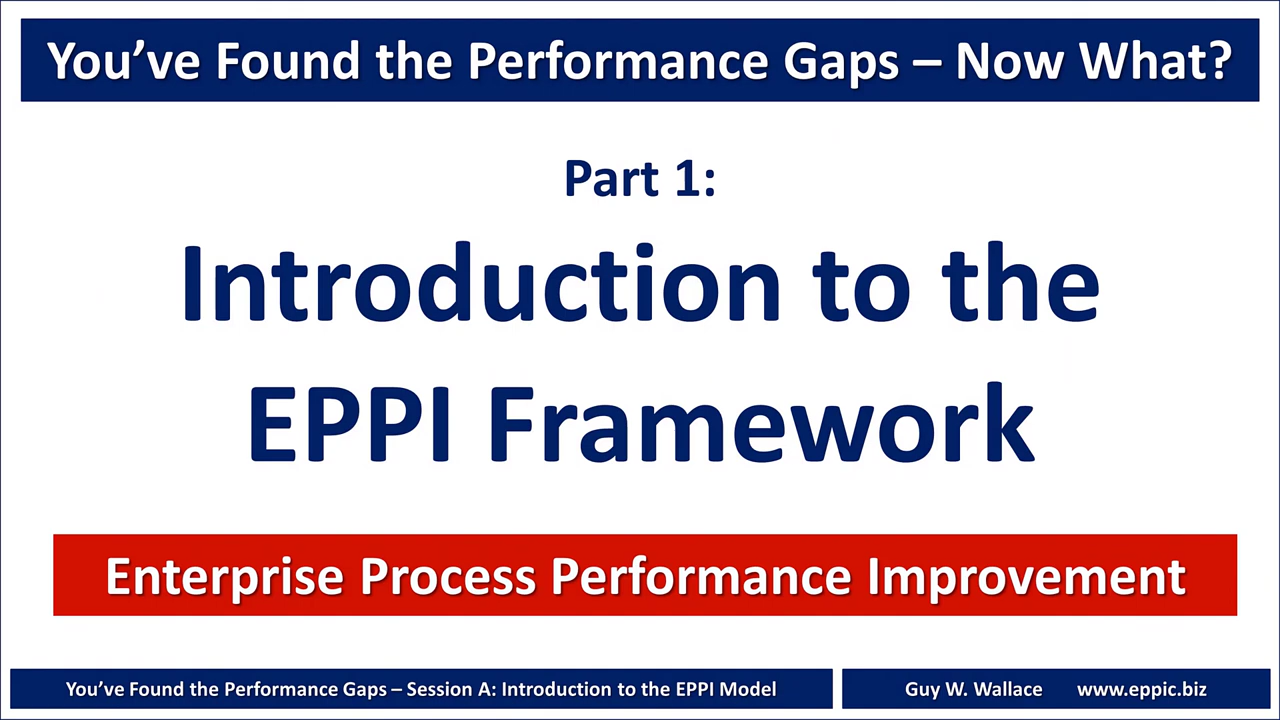 You’ve Found the Performance Gaps – Now What?
Part 1:
Introduction to the
EPPI Framework
Enterprise Process Performance Improvement
You’ve Found the Performance Gaps – Session A: Introduction to the EPPI Model
Guy W. Wallace www.eppic.biz